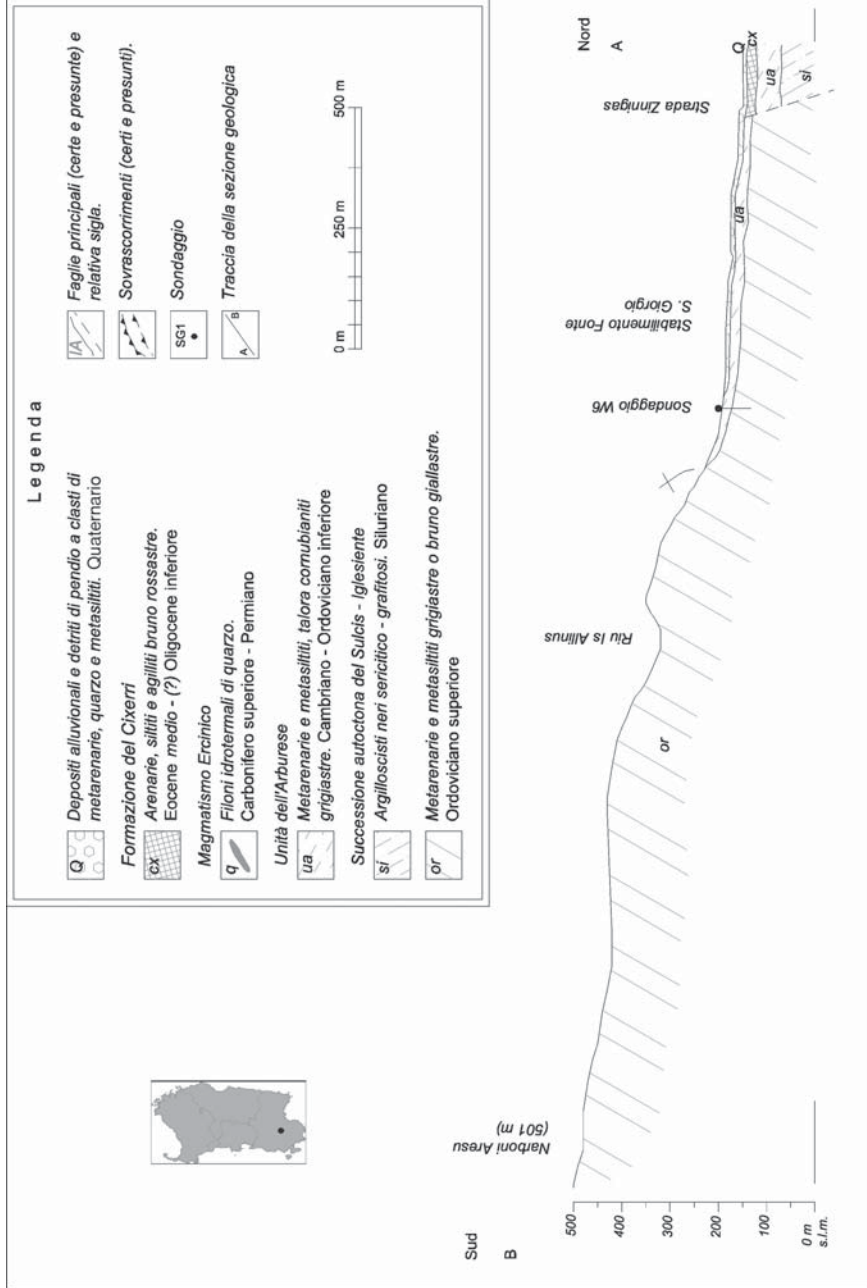 Legenda
Q
Depositi alluvionali e detriti di pendio a clasti di
metarenarie, quarzo e metasiltiti. Quaternario
Formazione del Cixerri
cx
Arenarie, siltiti e agilliti bruno rossastre.
Eocene medio - (?) Oligocene inferiore
Magmatismo Ercinico
q
Filoni idrotermali di quarzo.
Carbonifero superiore - Permiano
Unità dell'Arburese
ua
Metarenarie e metasiltiti, talora cornubianiti
grigiastre. Cambriano - Ordoviciano inferiore
Successione autoctona del Sulcis - Iglesiente
si
Argilloscisti neri sericitico - grafitosi. Siluriano
or
Metarenarie e metasiltiti grigiastre o bruno giallastre.
Ordoviciano superiore
IA
Faglie principali (certe e presunte) e
relativa sigla.
Sovrascorrimenti (certi e presunti).
SG1
Sondaggio
A B
Traccia della sezione geologica
0 m 250 m 500 m
Sud
B
Narboni Aresu
(501 m)
Riu Is Allinus
Sondaggio W6
Stabilimento Fonte
S. Giorgio
Strada Zinnigas
Nord
A
500
400
300
200
100
0 m
s.l.m.
or
ua
Q
cx
ua
si